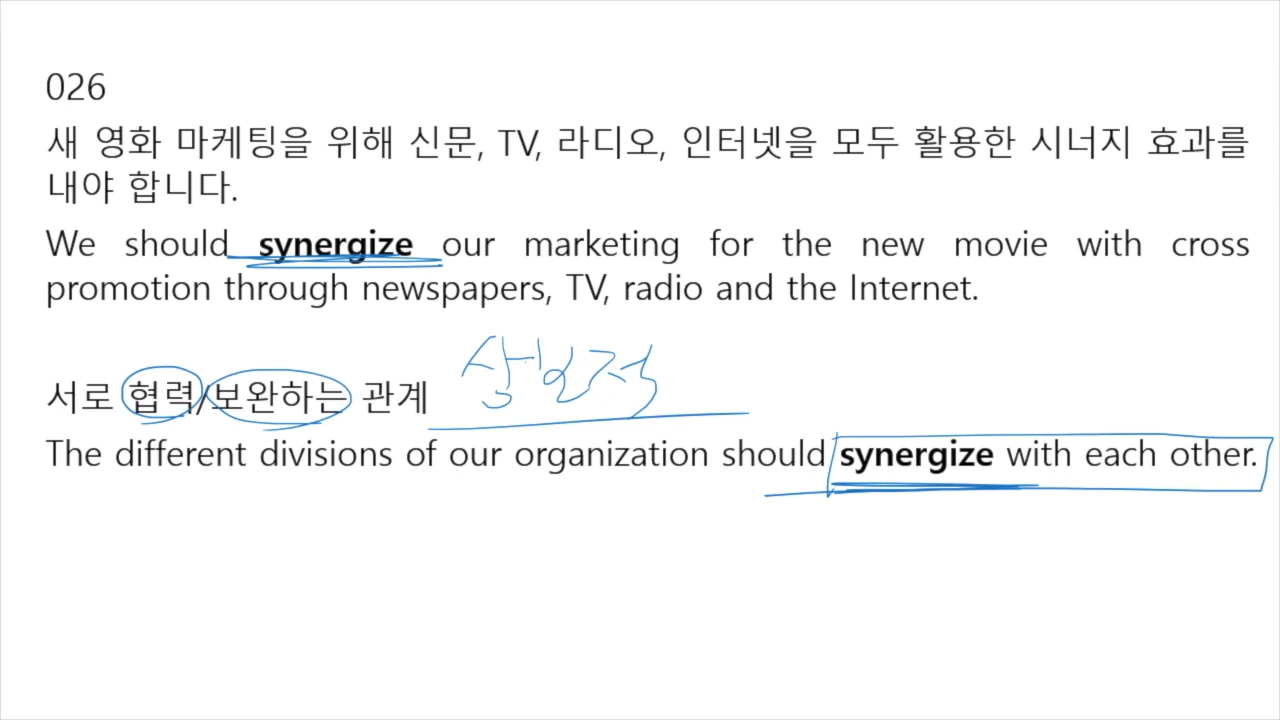 026
새 영화 마케팅을 위해 신문, TV, 라디오, 인터넷을 모두 활용한 시너지 효과를
내야 합니다.
We should synergize our marketing for the new movie with cross
promotion through newspapers, TV, radio and the Internet.
서로 협력/보완하는 관계
The different divisions of our organization should synergize with each other.